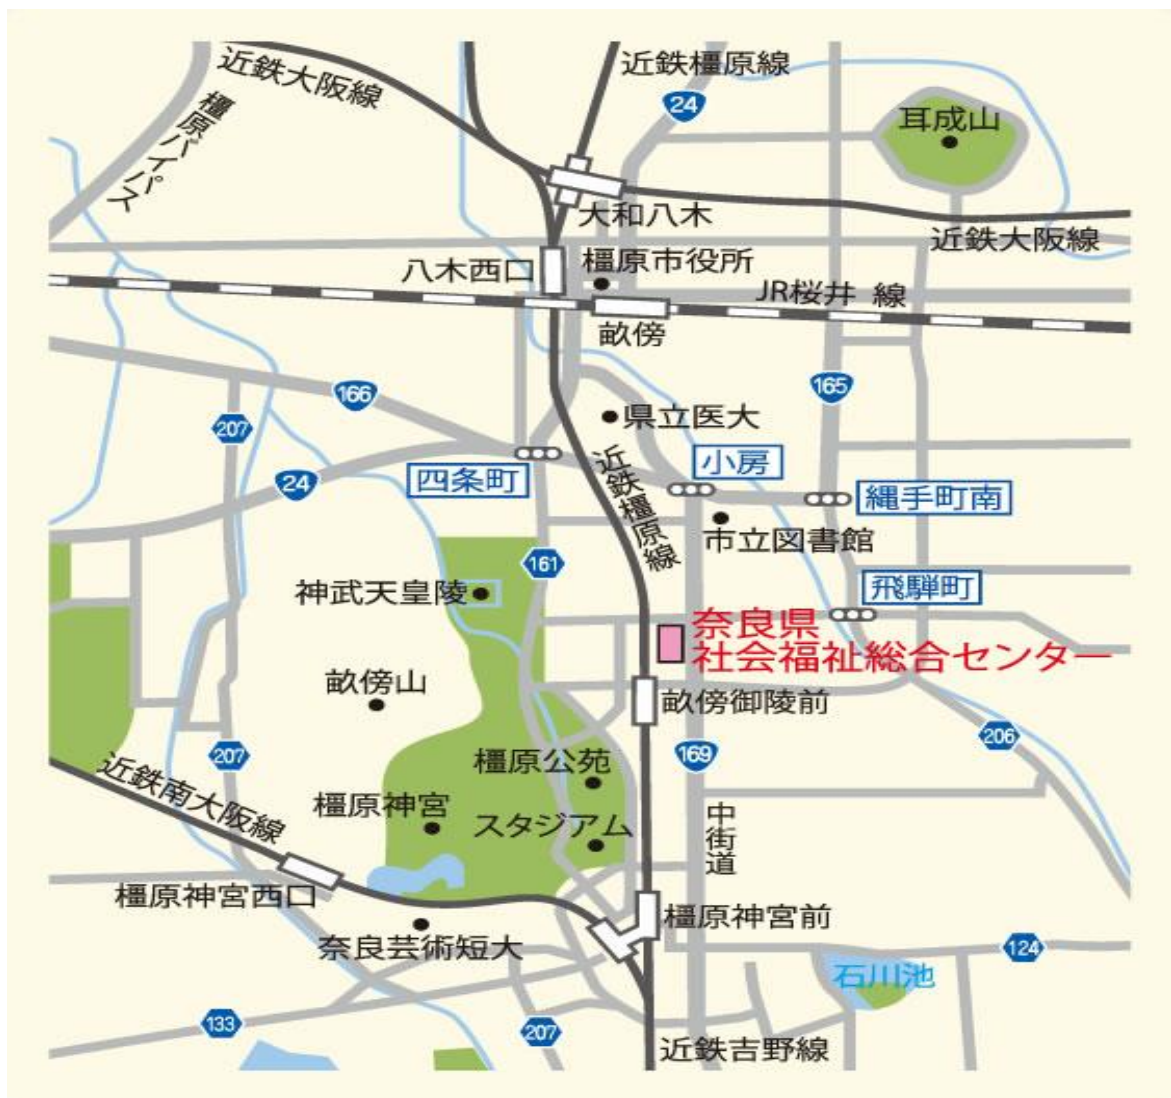 近鉄大阪線
近鉄橿原線
24
橿原バイパス
耳成山
大和八木
近鉄大阪線
八木西口
橿原市役所
JR桜井 線
畝傍
166
165
207
県立医大
近鉄橿原線
小房
四条町
24
縄手町南
市立図書館
161
飛騨町
神武天皇陵
奈良県
社会福祉総合センター
畝傍山
畝傍御陵前
206
207
169
近鉄南大阪線
橿原公苑
橿原神宮
スタジアム
中街道
橿原神宮西口
橿原神宮前
奈良芸術短大
124
石川池
133
207
近鉄吉野線